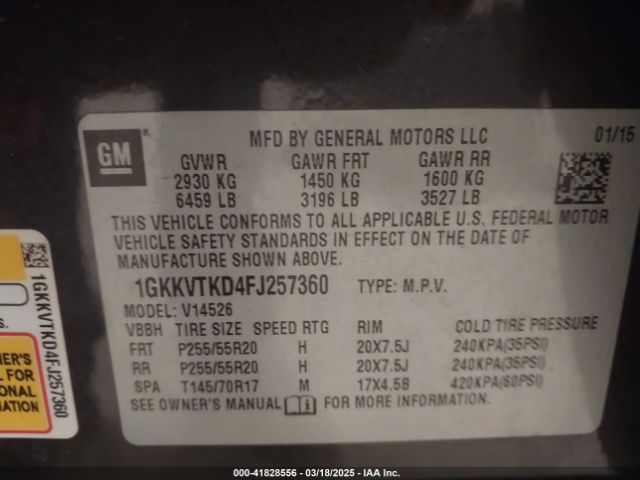 GM
MFD BY GENERAL MOTORS LLC 01/15
GVWR GAWR FRT GAWR RR
2930 KG 1450 KG 1600 KG
6459 LB 3196 LB 3527 LB
THIS VEHICLE CONFORMS TO ALL APPLICABLE U.S. FEDERAL MOTOR
VEHICLE SAFETY STANDARDS IN EFFECT ON THE DATE OF
MANUFACTURE SHOWN ABOVE.
1GKKVTKD4FJ257360 TYPE: M.P.V.
MODEL: V14526
VBBH TIRE SIZE SPEED RTG RIM COLD TIRE PRESSURE
FRT P255/55R20 H 20X7.5J 240KPA(35PSI)
RR P255/55R20 H 20X7.5J 240KPA(35PSI)
SPA T145/70R17 M 17X4.5B 420KPA(60PSI)
SEE OWNER'S MANUAL FOR MORE INFORMATION.
1GKKVTKD4FJ257360
S.
OWNER'S
L FOR
IONAL
MATION
000-41828556 — 03/18/2025 — IAA Inc.